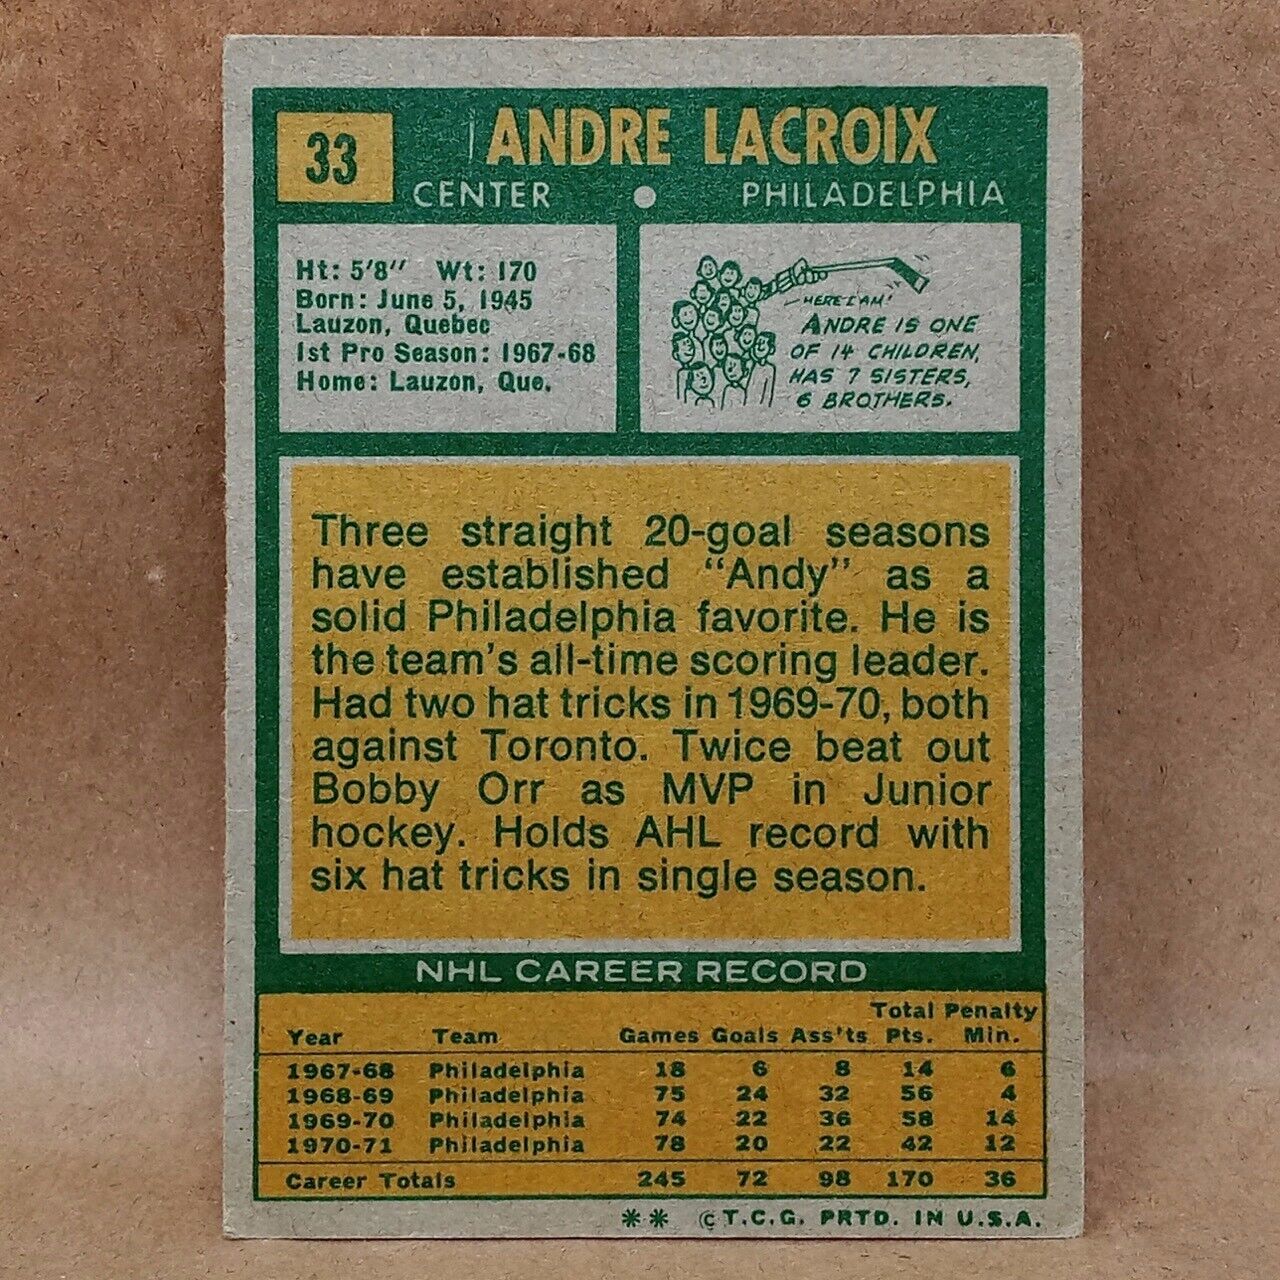 33
ANDRE LACROIX
CENTER • PHILADELPHIA
Ht: 5'8" Wt: 170
Born: June 5, 1945
Lauzon, Quebec
1st Pro Season: 1967-68
Home: Lauzon, Que.
HERE I AM!
ANDRE IS ONE
OF 14 CHILDREN,
HAS 7 SISTERS,
6 BROTHERS.
Three straight 20-goal seasons
have established "Andy" as a
solid Philadelphia favorite. He is
the team's all-time scoring leader.
Had two hat tricks in 1969-70, both
against Toronto. Twice beat out
Bobby Orr as MVP in Junior
hockey. Holds AHL record with
six hat tricks in single season.
NHL CAREER RECORD
Total Penalty
Year Team Games Goals Ass'ts Pts. Min.
1967-68 Philadelphia 18 6 8 14 6
1968-69 Philadelphia 75 24 32 56 4
1969-70 Philadelphia 74 22 36 58 14
1970-71 Philadelphia 78 20 22 42 12
Career Totals 245 72 98 170 36
** © T.C.G. PRTD. IN U.S.A.